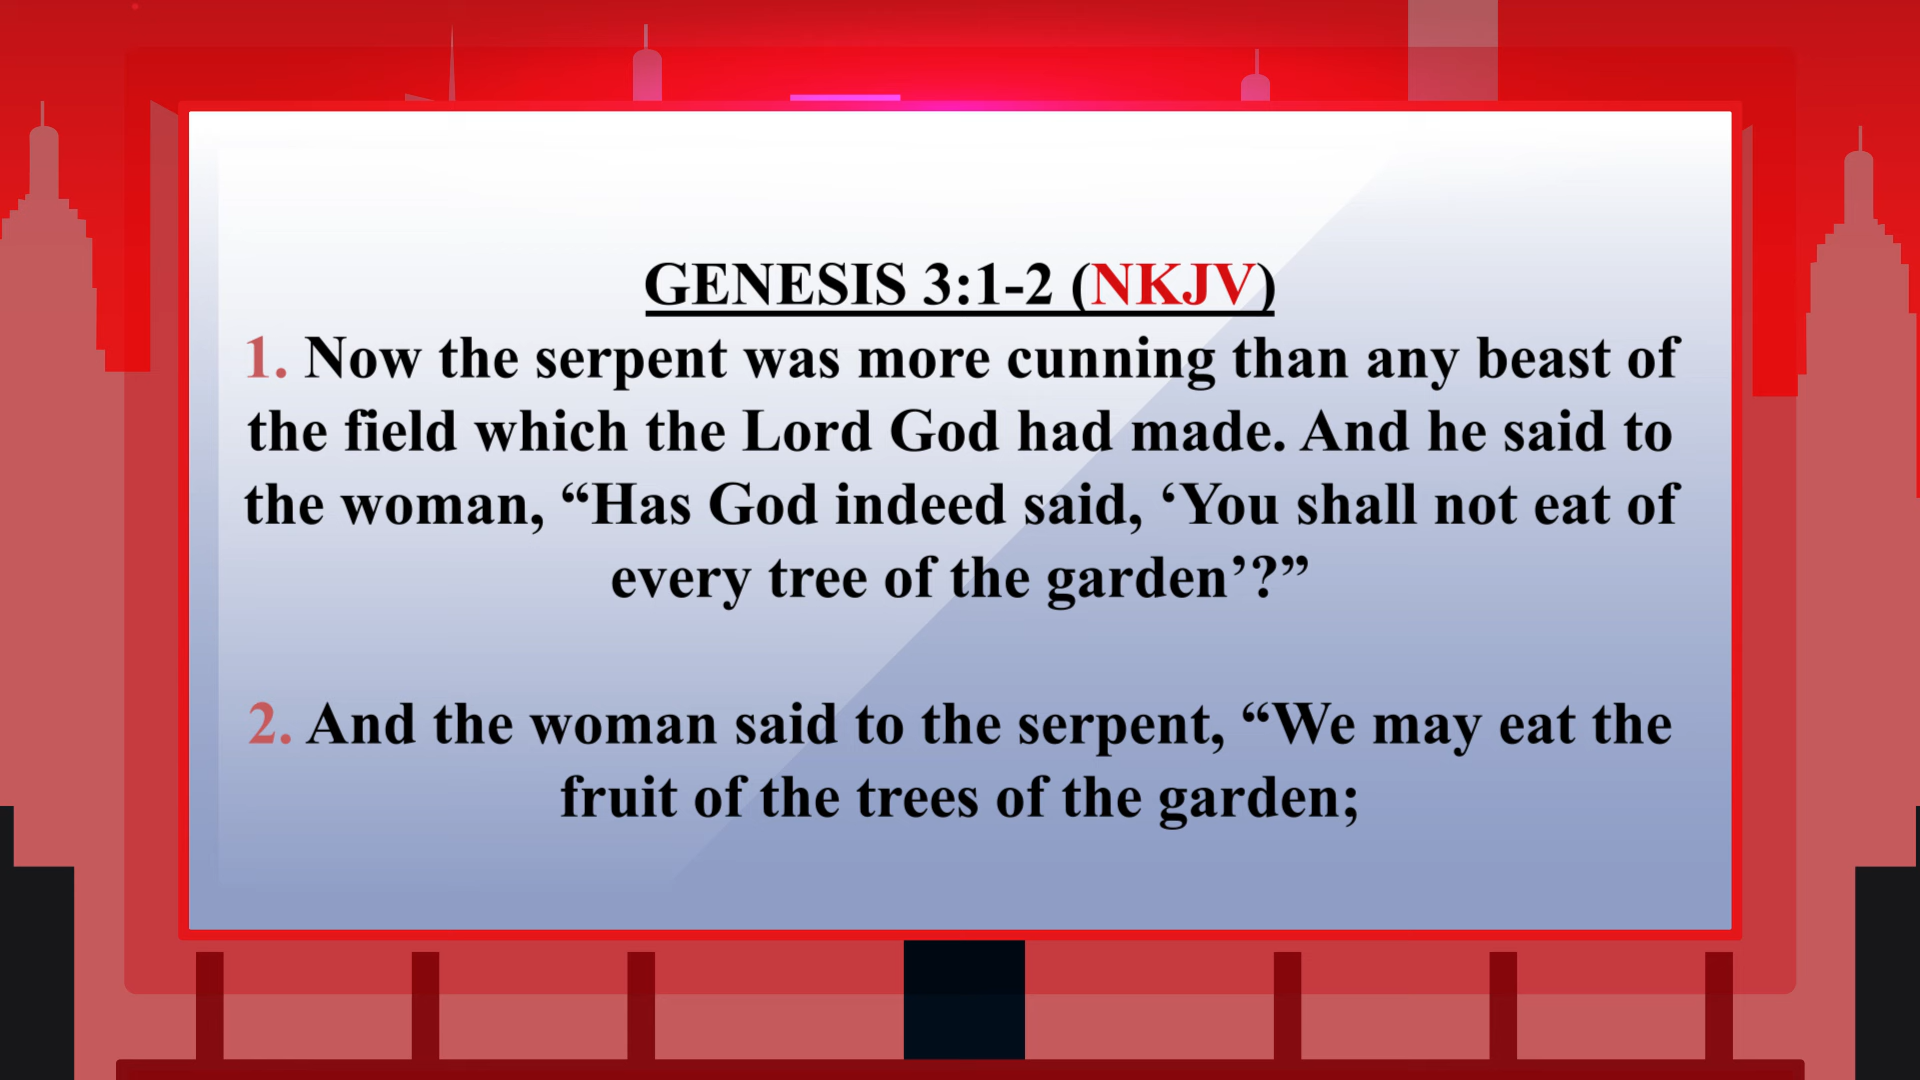 GENESIS 3:1-2 (NKJV)
1. Now the serpent was more cunning than any beast of
the field which the Lord God had made. And he said to
the woman, “Has God indeed said, ‘You shall not eat of
every tree of the garden’?”
2. And the woman said to the serpent, “We may eat the
fruit of the trees of the garden;